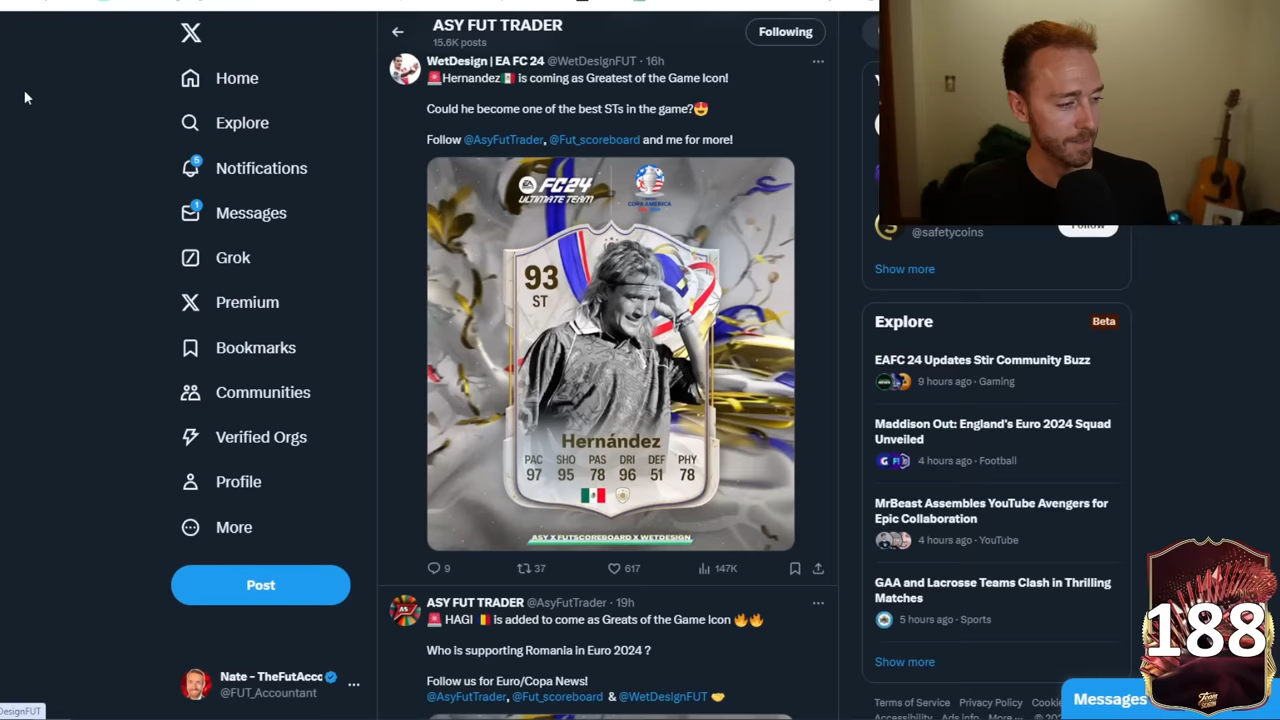 ASY FUT TRADER
15.6K posts
Following
WetDesign | EA FC 24 @WetDesignFUT · 16h
🚨Hernandez🇲🇽 is coming as Greatest of the Game Icon!
Could he become one of the best STs in the game?😍
Follow @AsyFutTrader, @Fut_scoreboard and me for more!
FC24
ULTIMATE TEAM
COPA AMERICA
93
ST
Hernández
PAC SHO PAS DRI DEF PHY
97 95 78 96 51 78
ASY X FUTSCOREBOARD X WETDESIGN
9 37 617 147K
ASY FUT TRADER @AsyFutTrader · 19h
🚨 HAGI 🇷🇴 is added to come as Greats of the Game Icon 🔥🔥
Who is supporting Romania in Euro 2024 ?
Follow us for Euro/Copa News!
@AsyFutTrader, @Fut_scoreboard & @WetDesignFUT 🤝
Home
Explore
5
Notifications
1
Messages
Grok
Premium
Bookmarks
Communities
Verified Orgs
Profile
More
Post
Nate - TheFutAcc
@FUT_Accountant
DesignFUT
@safetycoins
Follow
Show more
Explore
Beta
EAFC 24 Updates Stir Community Buzz
9 hours ago · Gaming
Maddison Out: England's Euro 2024 Squad
Unveiled
4 hours ago · Football
MrBeast Assembles YouTube Avengers for
Epic Collaboration
4 hours ago · YouTube
GAA and Lacrosse Teams Clash in Thrilling
Matches
5 hours ago · Sports
Show more
Terms of Service Privacy Policy
Messages
188